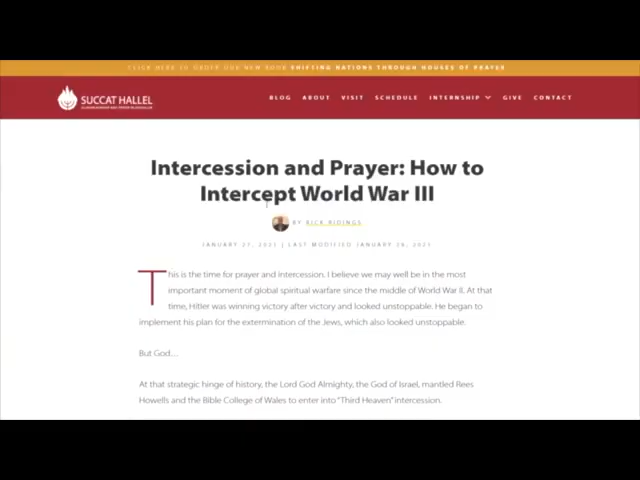 CLICK HERE TO ORDER OUR NEW BOOK SHIFTING NATIONS THROUGH HOUSES OF PRAYER
SUCCAT HALLEL
BLOG ABOUT VISIT SCHEDULE INTERNSHIP GIVE CONTACT
Intercession and Prayer: How to
Intercept World War III
BY RICK RIDINGS
JANUARY 27, 2021 | LAST MODIFIED JANUARY 28, 2021
This is the time for prayer and intercession. I believe we may well be in the most
important moment of global spiritual warfare since the middle of World War II. At that
time, Hitler was winning victory after victory and looked unstoppable. He began to
implement his plan for the extermination of the Jews, which also looked unstoppable.
But God....
At that strategic hinge of history, the Lord God Almighty, the God of Israel, mantled Rees
Howells and the Bible College of Wales to enter into "Third Heaven" intercession.